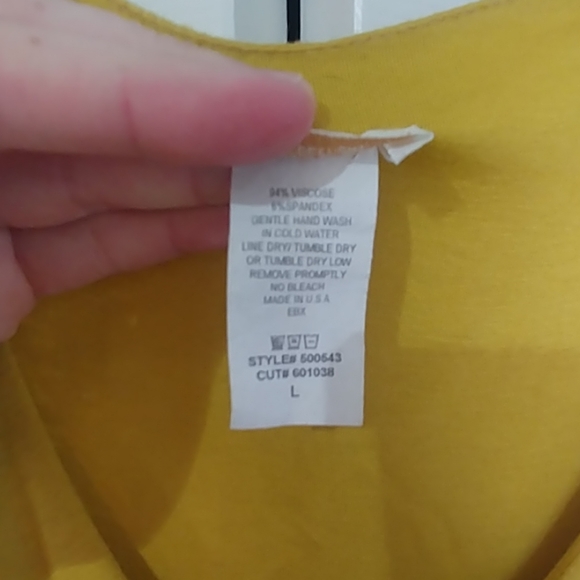 94% VISCOSE
6% SPANDEX
GENTLE HAND WASH
IN COLD WATER
LINE DRY/ TUMBLE DRY
OR TUMBLE DRY LOW
REMOVE PROMPTLY
NO BLEACH
MADE IN U.S.A
EBX
STYLE# 500543
CUT# 601038
L